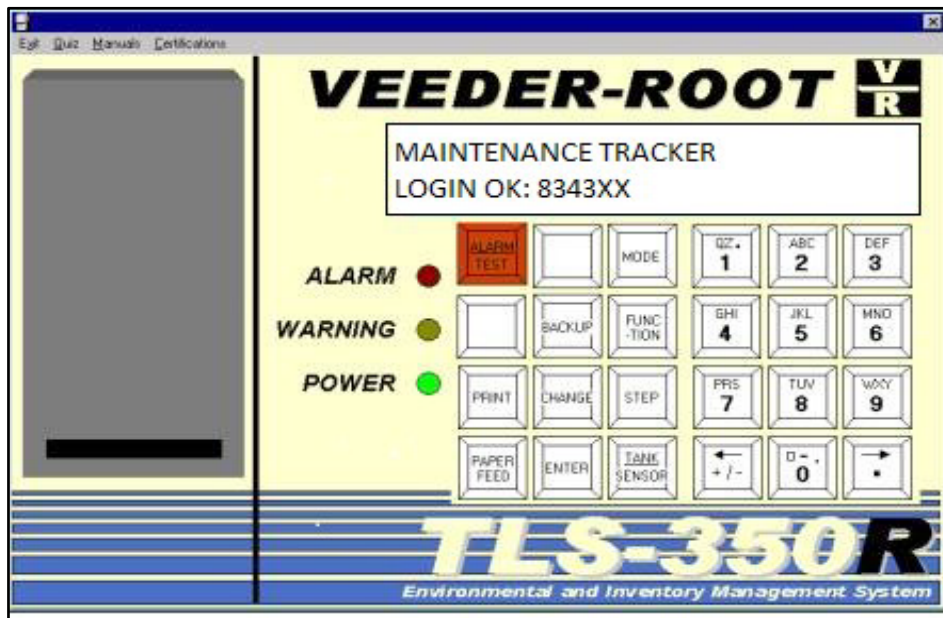 Exit Quiz Manuals Certifications
VEEDER-ROOT V R
MAINTENANCE TRACKER
LOGIN OK: 8343XX
ALARM TEST
MODE
QZ. 1
ABC 2
DEF 3
ALARM
BACKUP
FUNC -TION
GHI 4
JKL 5
MNO 6
WARNING
POWER
PRINT
CHANGE
STEP
PRS 7
TUV 8
WXY 9
PAPER FEED
ENTER
TANK SENSOR
← +/-
0
→ .
TLS-350R
Environmental and Inventory Management System